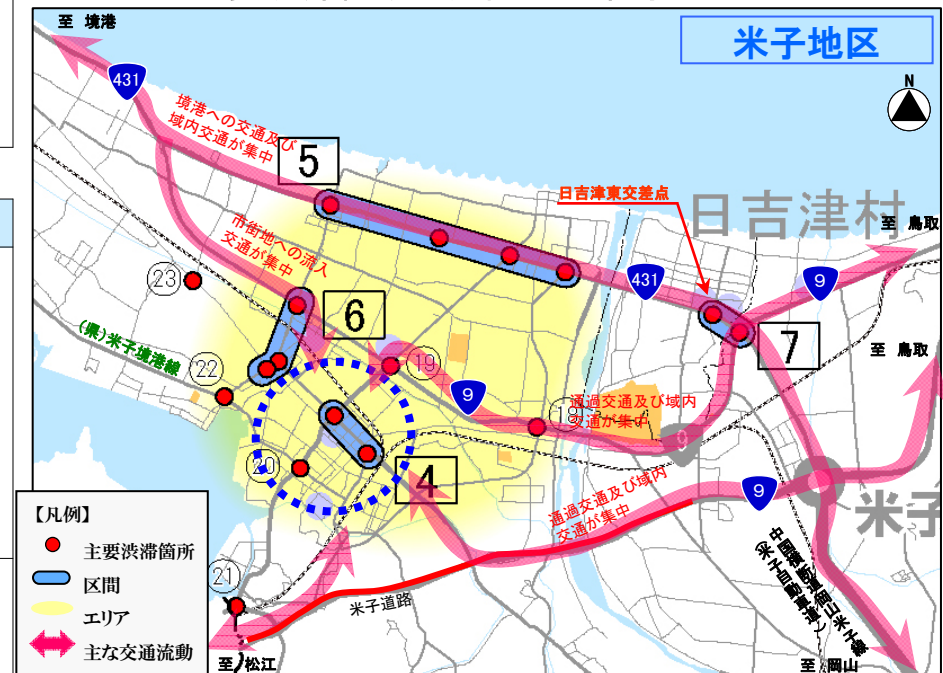 米子地区
至 境港
431
N
境港への交通及び
域内交通が集中
5
日吉津東交差点
日吉津村
至 鳥取
市街地への流入
交通が集中
431
9
23
6
7
(県)米子境港線
19
至 鳥取
22
9
18
通過交通及び域内
交通が集中
9
20
4
通過交通及び域内
交通が集中
9
米子
中国横断道岡山米子線
(米子自動車道)
21
米子道路
至 松江
至 岡山
【凡例】
主要渋滞箇所
区間
エリア
主な交通流動